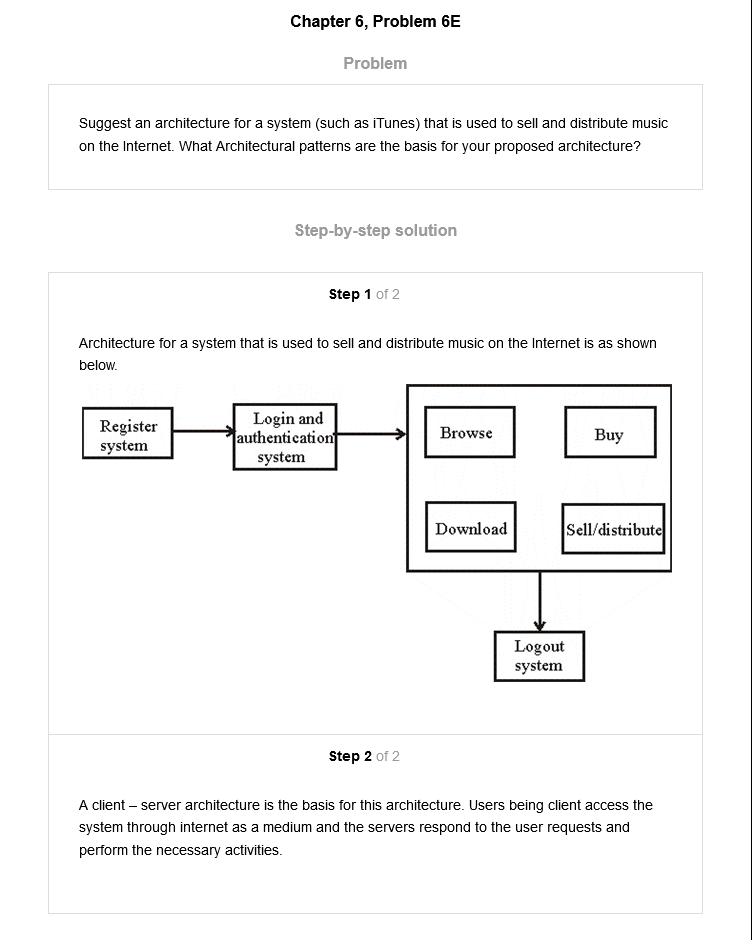 Chapter 6, Problem 6E
Problem
Suggest an architecture for a system (such as iTunes) that is used to sell and distribute music
on the Internet. What Architectural patterns are the basis for your proposed architecture?
Step-by-step solution
Step 1 of 2
Architecture for a system that is used to sell and distribute music on the Internet is as shown
below.
Register
system
Login and
authentication
system
Browse
Buy
Download
Sell/distribute
Logout
system
Step 2 of 2
A client – server architecture is the basis for this architecture. Users being client access the
system through internet as a medium and the servers respond to the user requests and
perform the necessary activities.